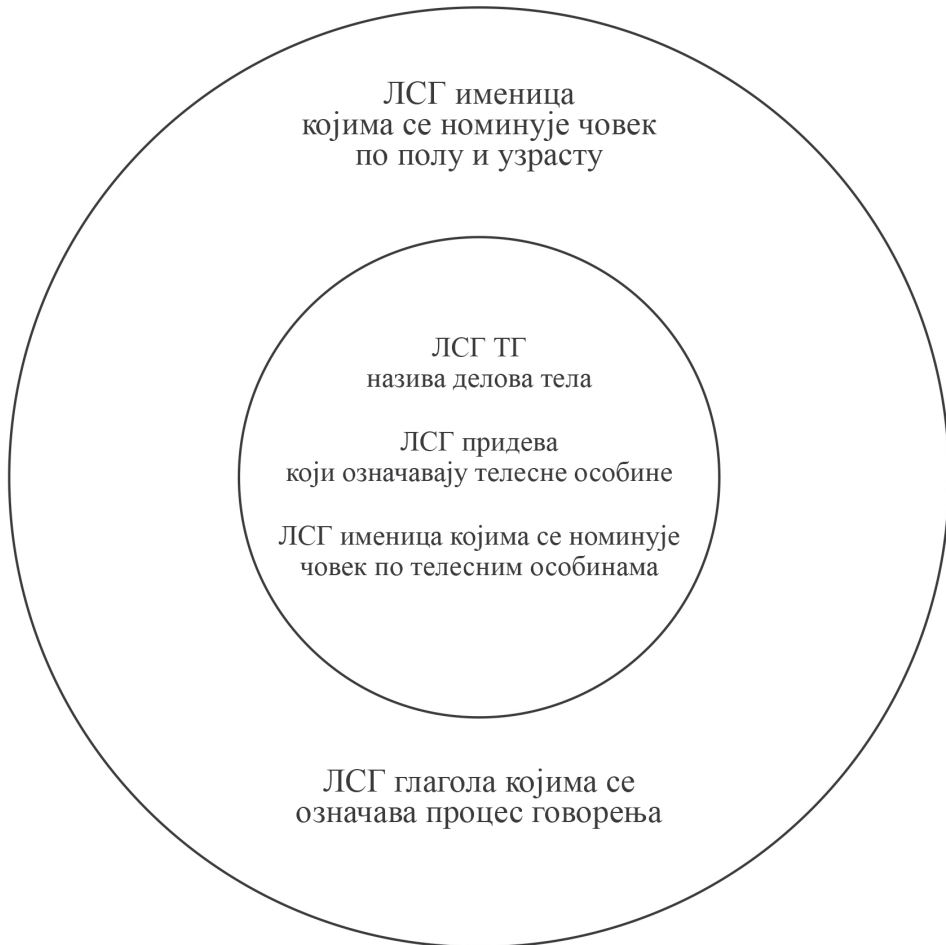 ЛСГ именица
којима се номинује човек
по полу и узрасту
ЛСГ ТГ
назива делова тела
ЛСГ придева
који означавају телесне особине
ЛСГ именица којима се номинује
човек по телесним особинама
ЛСГ глагола којима се
означава процес говорења